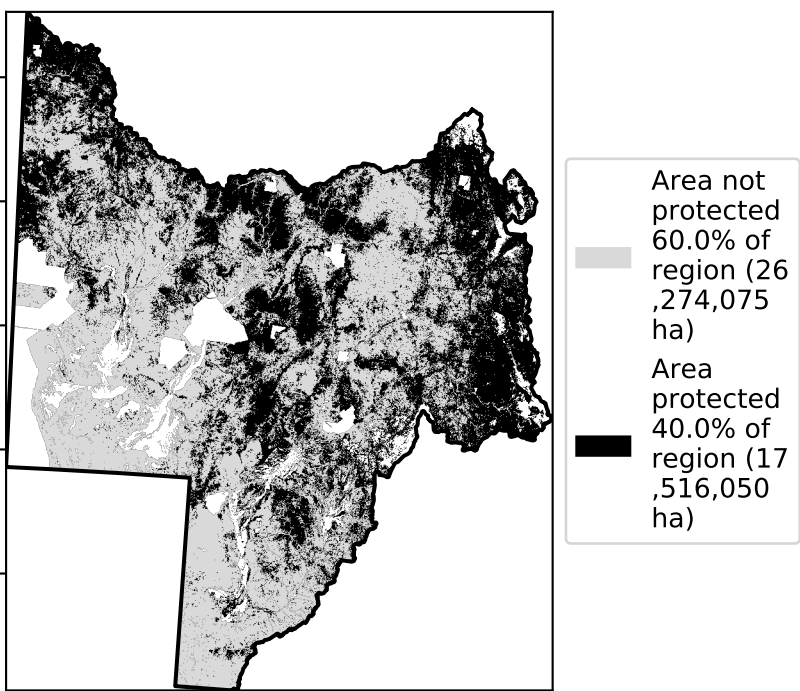 Area not
protected
60.0% of
region (26
,274,075
ha)
Area
protected
40.0% of
region (17
,516,050
ha)